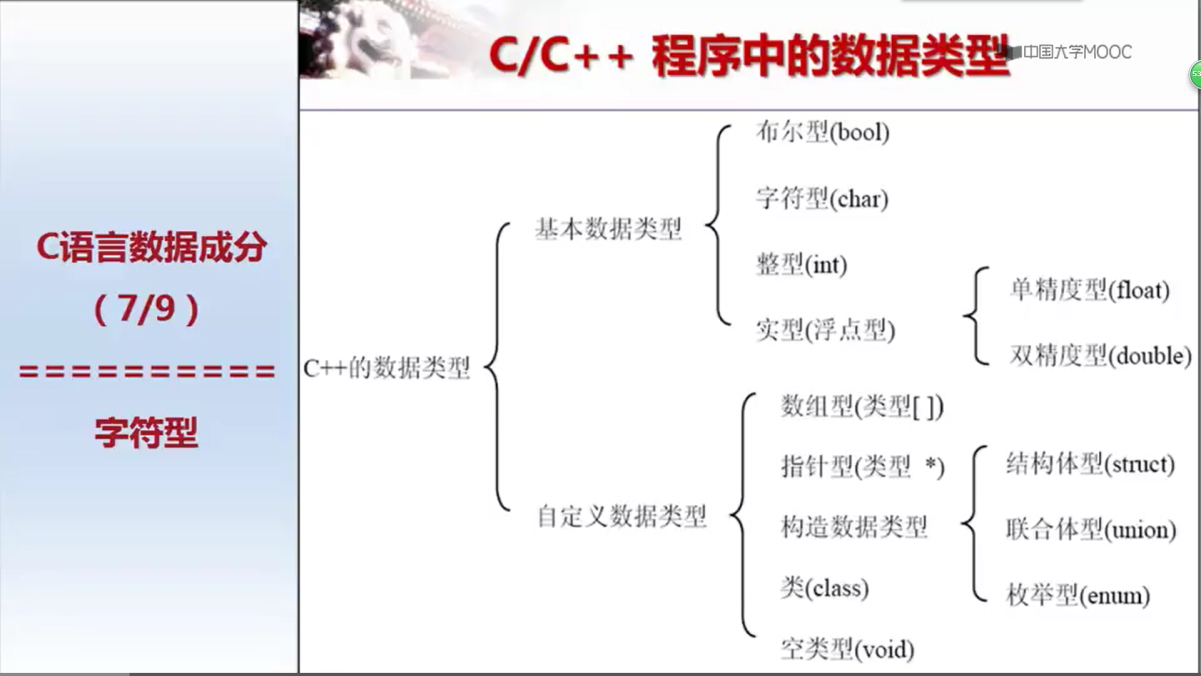 C/C++ 程序中的数据类型
中国大学MOOC
53
C语言数据成分
（7/9）
==========
字符型
C++的数据类型
基本数据类型
布尔型(bool)
字符型(char)
整型(int)
实型(浮点型)
单精度型(float)
双精度型(double)
自定义数据类型
数组型(类型[ ])
指针型(类型 *)
构造数据类型
结构体型(struct)
联合体型(union)
枚举型(enum)
类(class)
空类型(void)